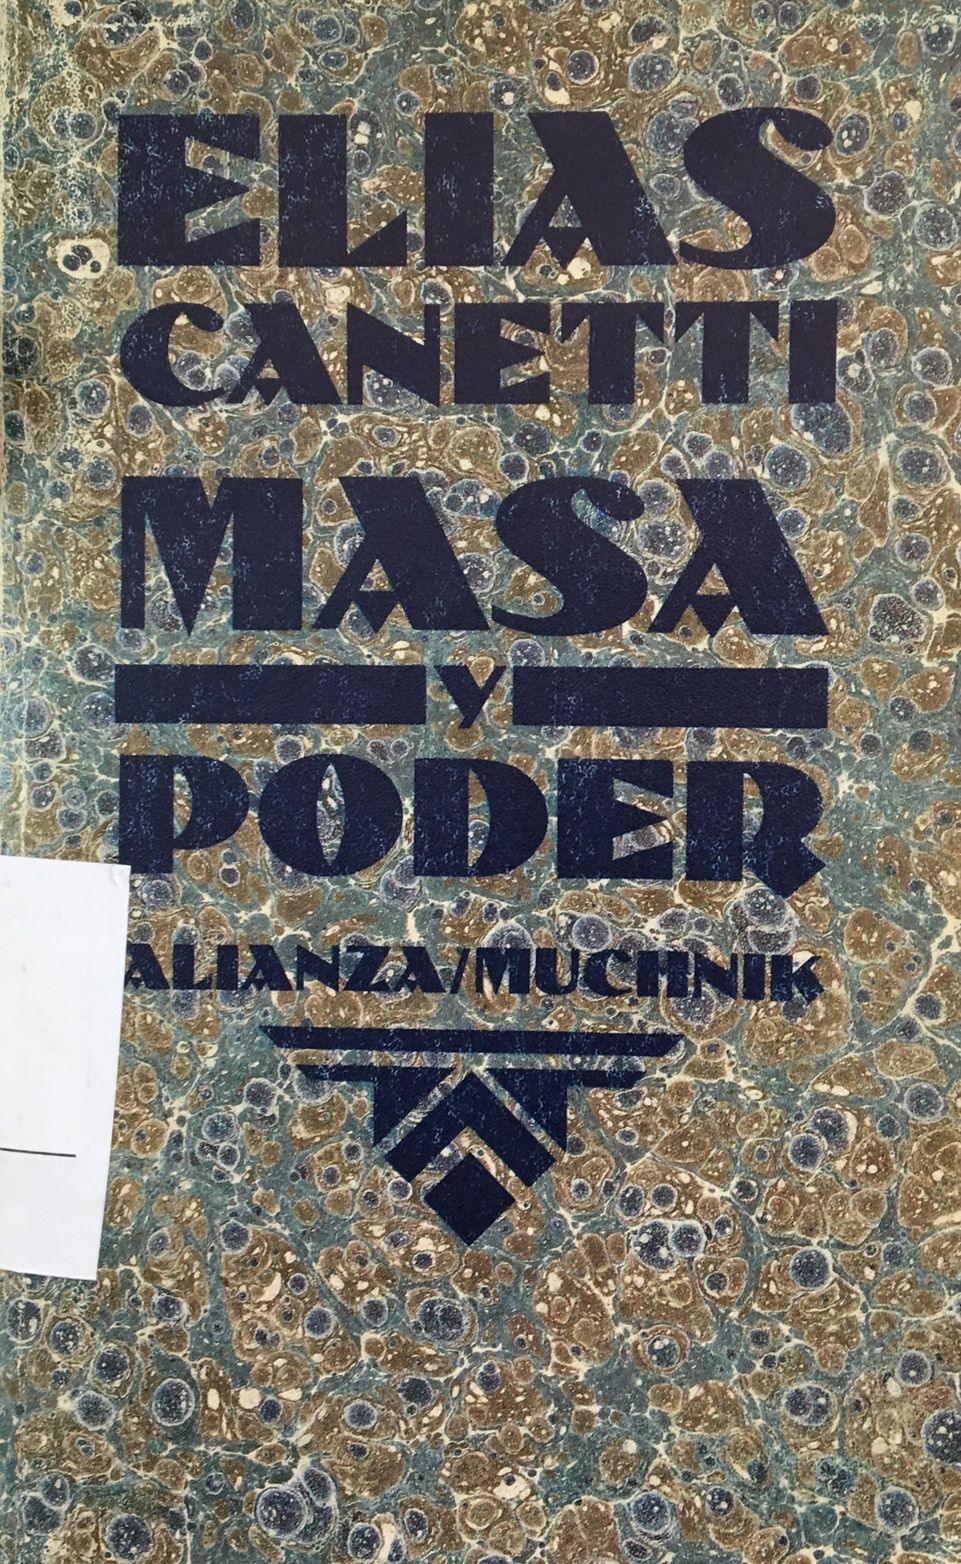 ELIAS
CANETTI
MASA
Y
PODER
ALIANZA/MUCHNIK